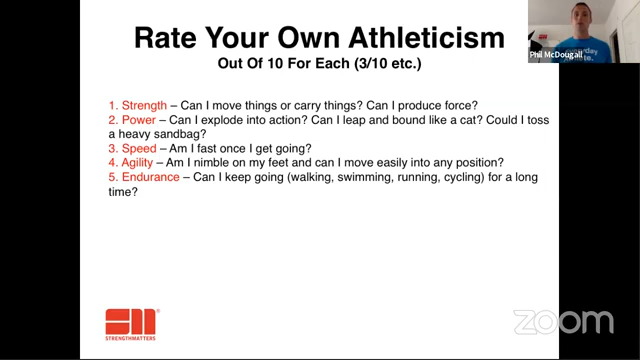 Rate Your Own Athleticism
Out Of 10 For Each (3/10 etc.)
Phil McDougall
1. Strength – Can I move things or carry things? Can I produce force?
2. Power – Can I explode into action? Can I leap and bound like a cat? Could I toss
a heavy sandbag?
3. Speed – Am I fast once I get going?
4. Agility – Am I nimble on my feet and can I move easily into any position?
5. Endurance – Can I keep going (walking, swimming, running, cycling) for a long
time?
STRENGTHMATTERS
zoom